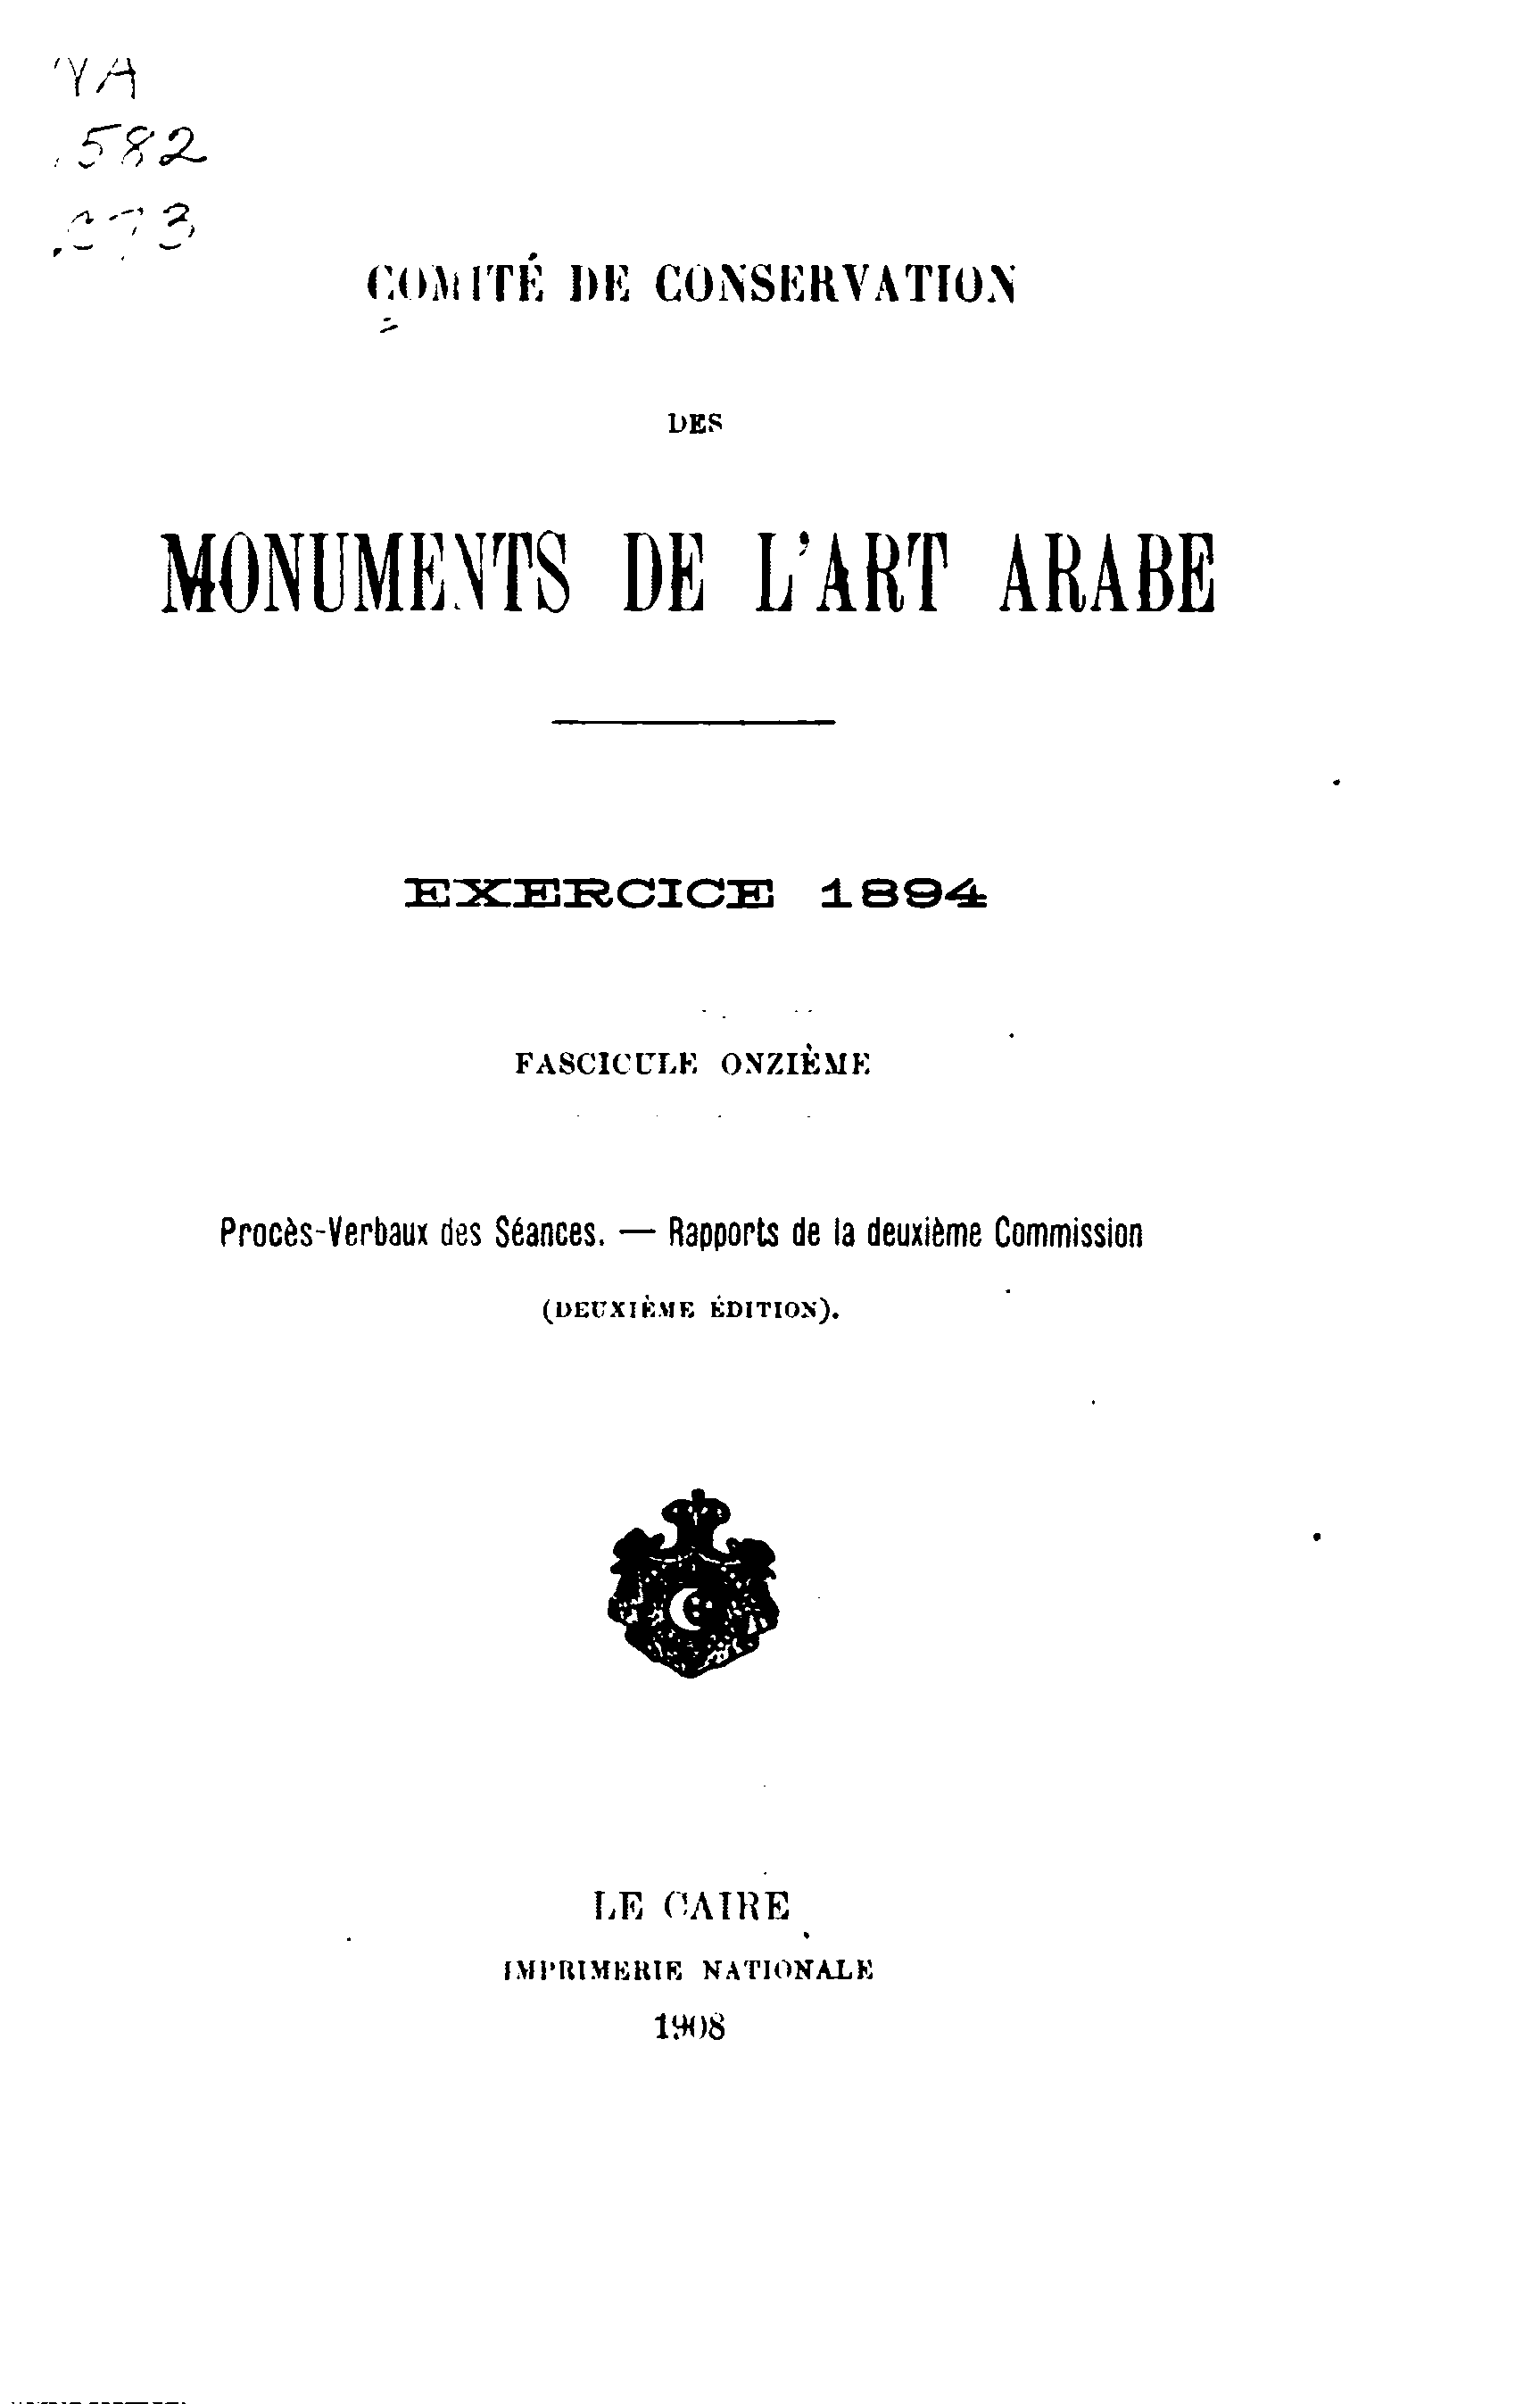 582
COMITÉ DE CONSERVATION
DES
MONUMENTS DE L'ART ARABE
EXERCICE 1894
FASCICULE ONZIÈME
Procès-Verbaux des Séances. — Rapports de la deuxième Commission
(DEUXIÈME ÉDITION).
LE CAIRE
IMPRIMERIE NATIONALE
1908